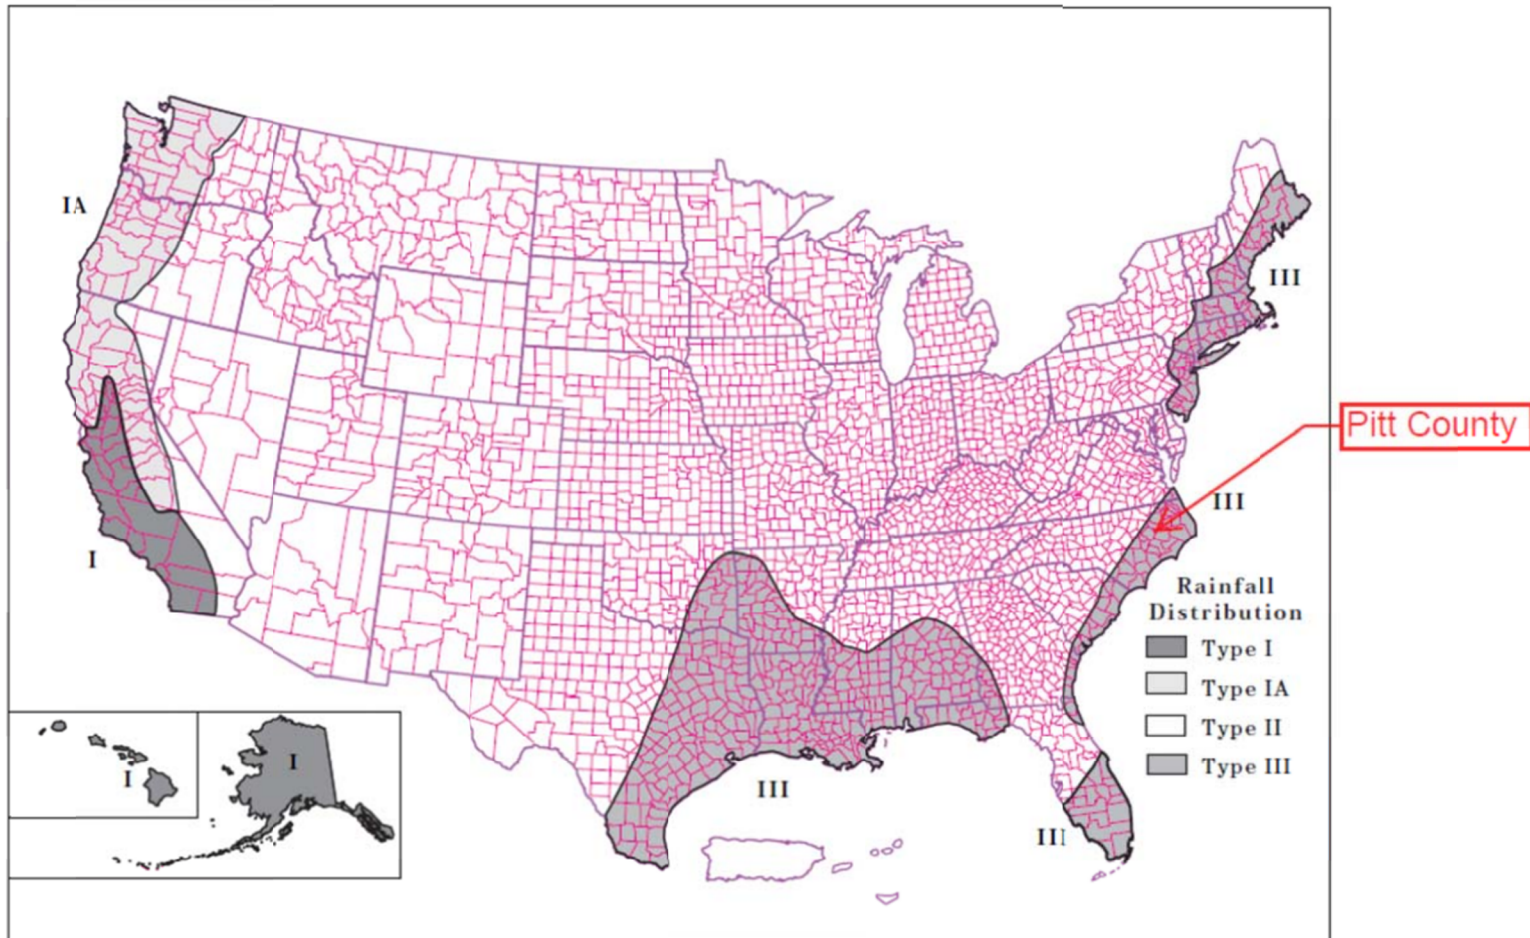 IA
III
Pitt County
III
I
Rainfall
Distribution
Type I
Type IA
Type II
Type III
I
I
III
III